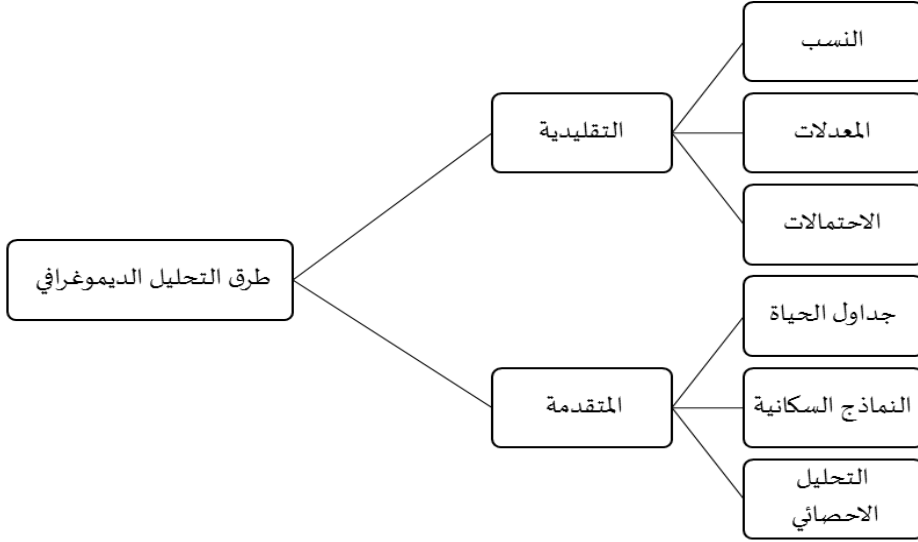 طرق التحليل الديموغرافي
التقليدية
النسب
المعدلات
الاحتمالات
المتقدمة
جداول الحياة
النماذج السكانية
التحليل
الاحصائي